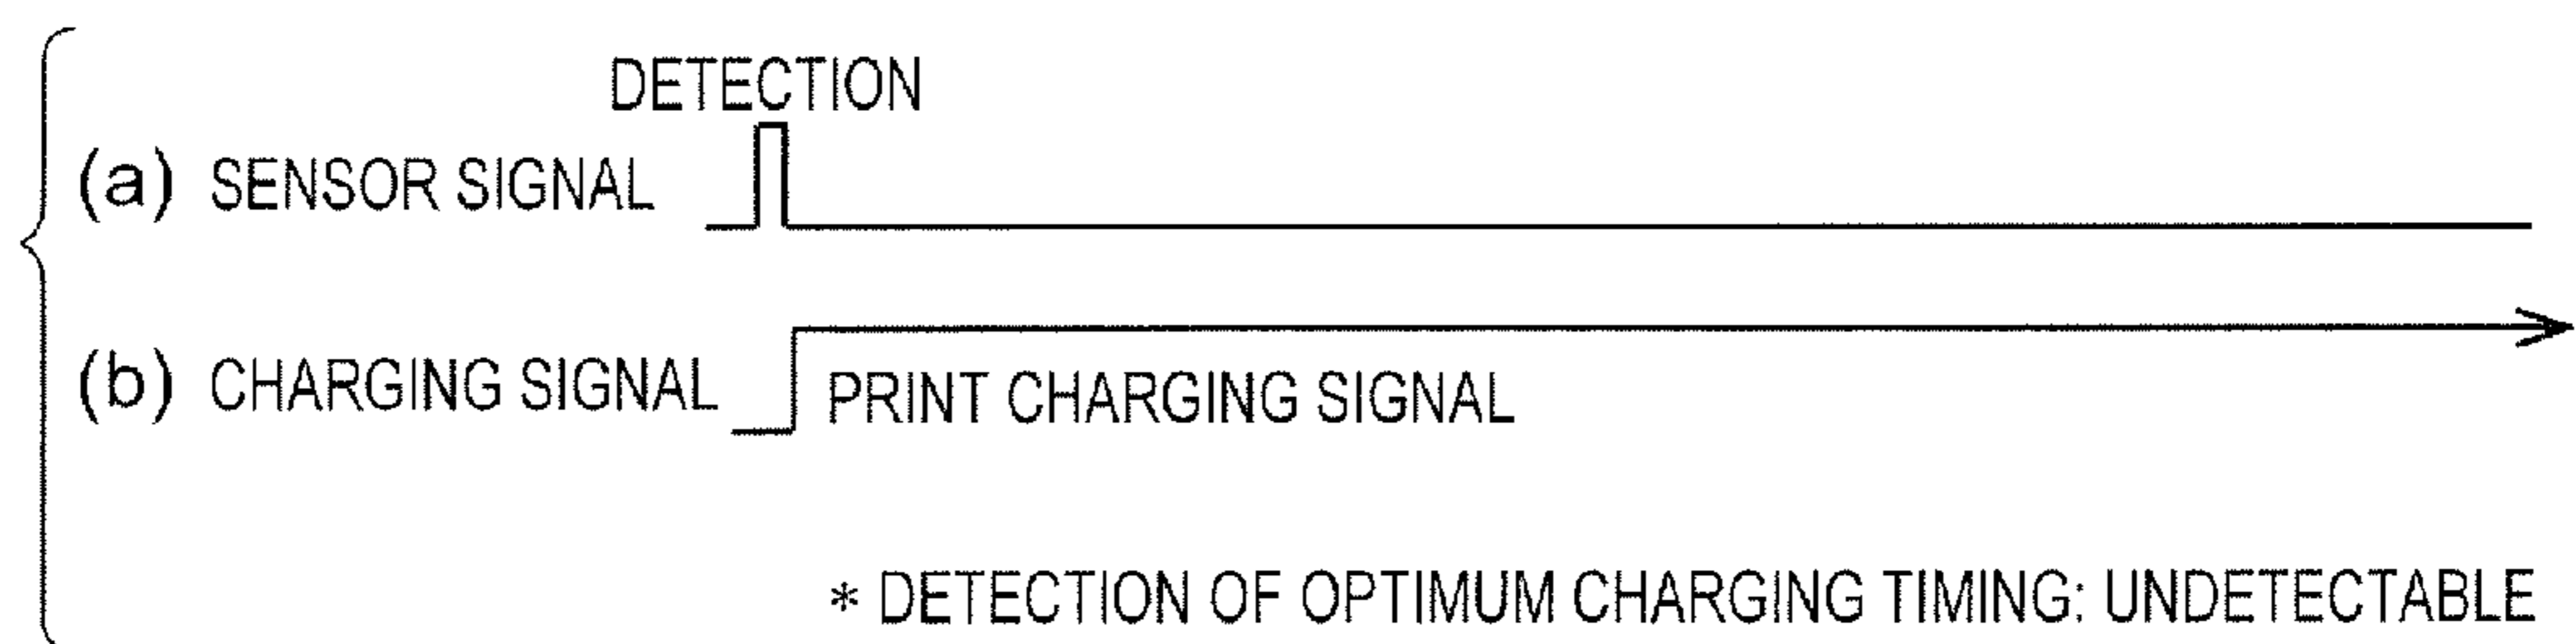 DETECTION
(a) SENSOR SIGNAL
(b) CHARGING SIGNAL
PRINT CHARGING SIGNAL
* DETECTION OF OPTIMUM CHARGING TIMING: UNDETECTABLE